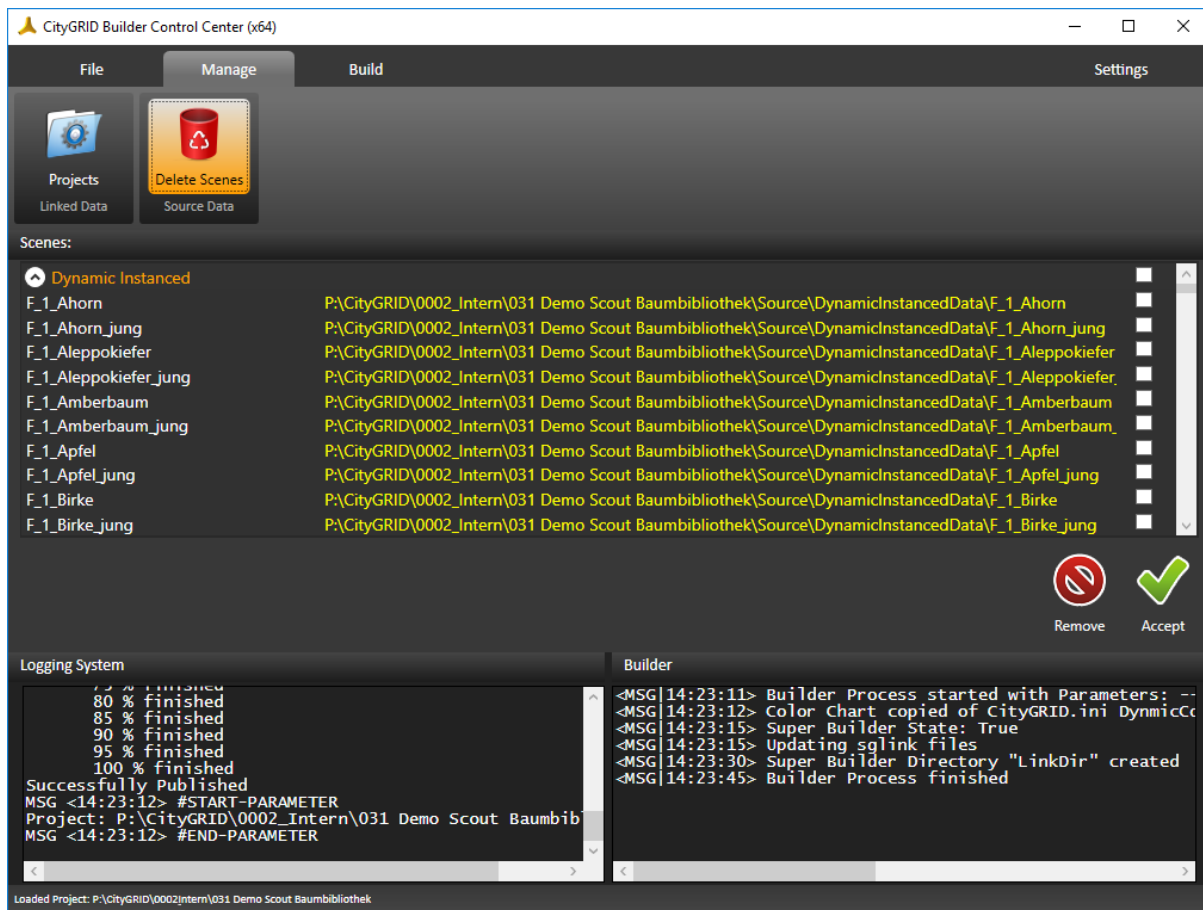 CityGRID Builder Control Center (x64)
File Manage Build Settings
Projects Delete Scenes
Linked Data Source Data
Scenes:
Dynamic Instanced
F_1_Ahorn P:\CityGRID\0002_Intern\031 Demo Scout Baumbibliothek\Source\DynamicInstancedData\F_1_Ahorn
F_1_Ahorn_jung P:\CityGRID\0002_Intern\031 Demo Scout Baumbibliothek\Source\DynamicInstancedData\F_1_Ahorn_jung
F_1_Aleppokiefer P:\CityGRID\0002_Intern\031 Demo Scout Baumbibliothek\Source\DynamicInstancedData\F_1_Aleppokiefer
F_1_Aleppokiefer_jung P:\CityGRID\0002_Intern\031 Demo Scout Baumbibliothek\Source\DynamicInstancedData\F_1_Aleppokiefer_
F_1_Amberbaum P:\CityGRID\0002_Intern\031 Demo Scout Baumbibliothek\Source\DynamicInstancedData\F_1_Amberbaum
F_1_Amberbaum_jung P:\CityGRID\0002_Intern\031 Demo Scout Baumbibliothek\Source\DynamicInstancedData\F_1_Amberbaum_
F_1_Apfel P:\CityGRID\0002_Intern\031 Demo Scout Baumbibliothek\Source\DynamicInstancedData\F_1_Apfel
F_1_Apfel_jung P:\CityGRID\0002_Intern\031 Demo Scout Baumbibliothek\Source\DynamicInstancedData\F_1_Apfel_jung
F_1_Birke P:\CityGRID\0002_Intern\031 Demo Scout Baumbibliothek\Source\DynamicInstancedData\F_1_Birke
F_1_Birke_jung P:\CityGRID\0002_Intern\031 Demo Scout Baumbibliothek\Source\DynamicInstancedData\F_1_Birke_jung
Remove Accept
Logging System
75 % finished
80 % finished
85 % finished
90 % finished
95 % finished
100 % finished
Successfully Published
MSG <14:23:12> #START-PARAMETER
Project: P:\CityGRID\0002_Intern\031 Demo Scout Baumbib
MSG <14:23:12> #END-PARAMETER
Builder
<MSG|14:23:11> Builder Process started with Parameters: --
<MSG|14:23:12> Color Chart copied of CityGRID.ini DynmicCo
<MSG|14:23:15> Super Builder State: True
<MSG|14:23:15> Updating sglink files
<MSG|14:23:30> Super Builder Directory "LinkDir" created
<MSG|14:23:45> Builder Process finished
Loaded Project: P:\CityGRID\0002Intern\031 Demo Scout Baumbibliothek